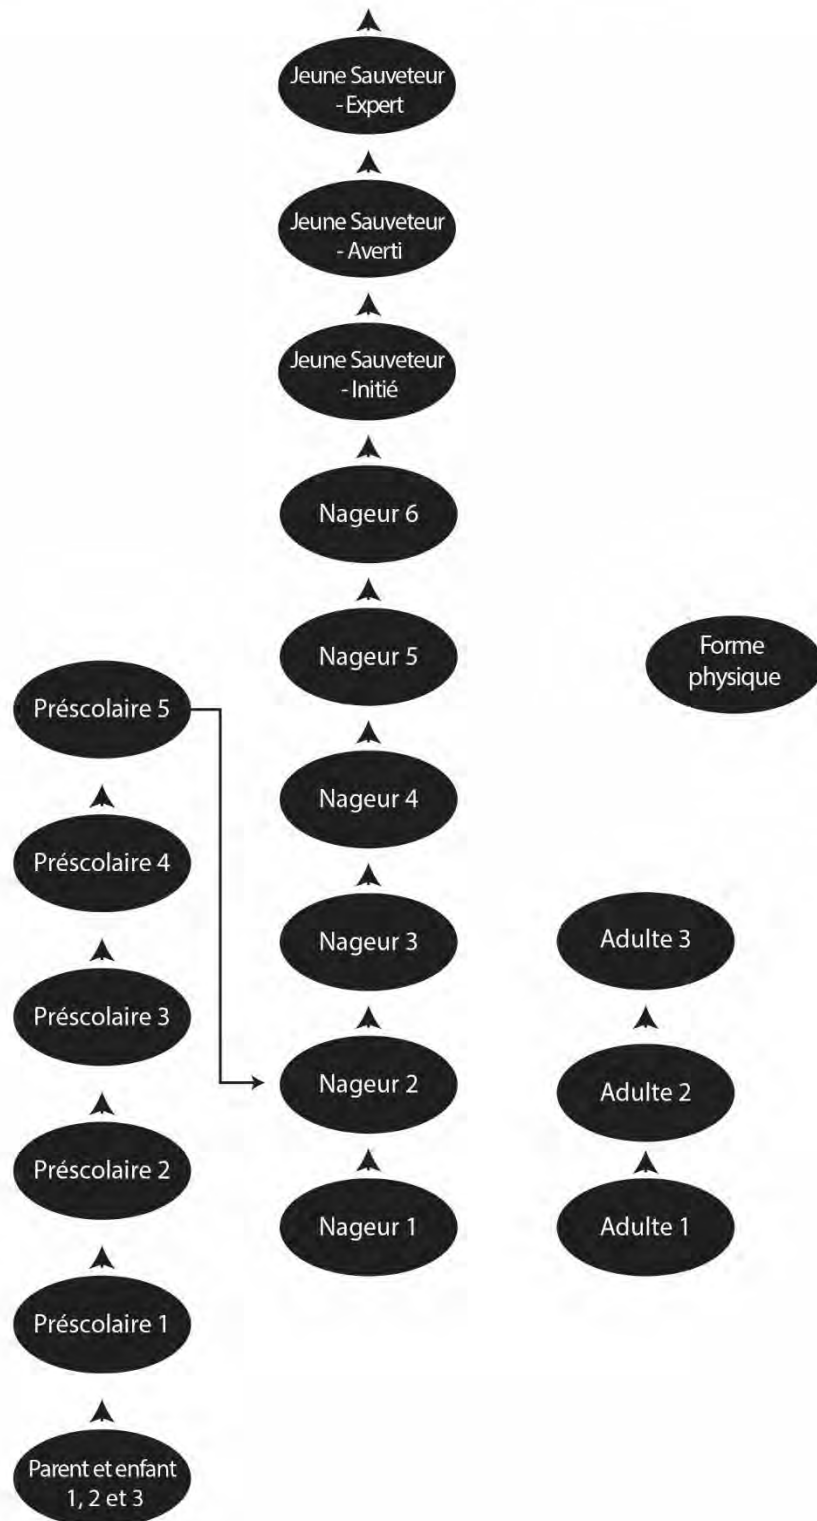 Jeune Sauveteur
- Expert
Jeune Sauveteur
- Averti
Jeune Sauveteur
- Initié
Nageur 6
Nageur 5
Nageur 4
Nageur 3
Nageur 2
Nageur 1
Préscolaire 5
Préscolaire 4
Préscolaire 3
Préscolaire 2
Préscolaire 1
Parent et enfant
1, 2 et 3
Forme
physique
Adulte 3
Adulte 2
Adulte 1